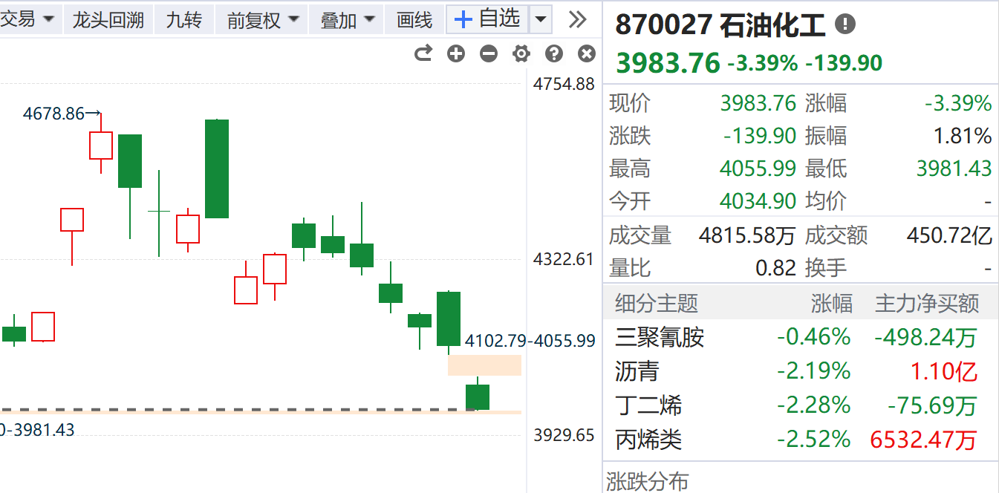 交易 龙头回溯 九转 前复权 叠加 画线 自选
4754.88
4678.86
4322.61
4102.79-4055.99
0-3981.43
3929.65
870027 石油化工
3983.76 -3.39% -139.90
现价 3983.76 涨幅 -3.39%
涨跌 -139.90 振幅 1.81%
最高 4055.99 最低 3981.43
今开 4034.90 均价 -
成交量 4815.58万 成交额 450.72亿
量比 0.82 换手 -
细分主题 涨幅 主力净买额
三聚氰胺 -0.46% -498.24万
沥青 -2.19% 1.10亿
丁二烯 -2.28% -75.69万
丙烯类 -2.52% 6532.47万
涨跌分布